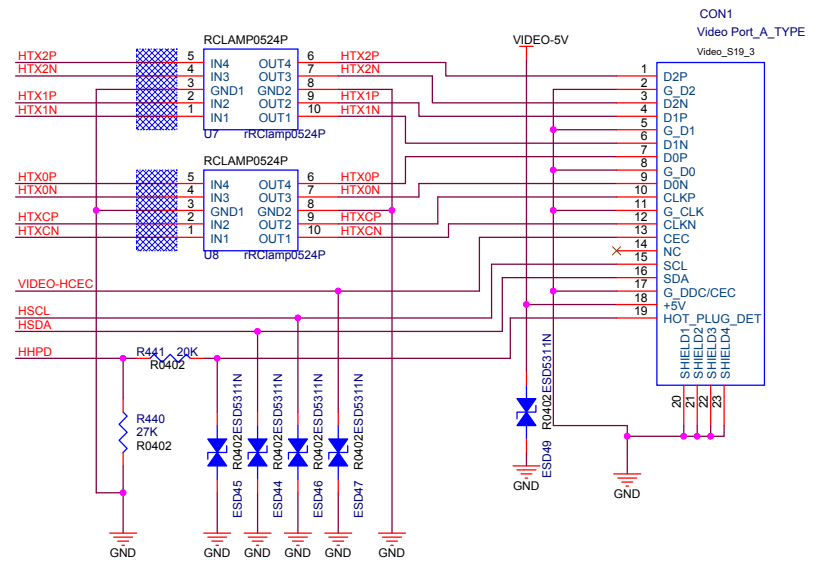 CON1
Video Port_A_TYPE
Video_S19_3
RCLAMP0524P
VIDEO-5V
HTX2P 5 IN4 OUT4 6 HTX2P
HTX2N 4 IN3 OUT3 7 HTX2N
3 GND1 GND2 8
HTX1P 2 IN2 OUT2 9 HTX1P
HTX1N 1 IN1 OUT1 10 HTX1N
U7 rRClamp0524P
RCLAMP0524P
HTX0P 5 IN4 OUT4 6 HTX0P
HTX0N 4 IN3 OUT3 7 HTX0N
3 GND1 GND2 8
HTXCP 2 IN2 OUT2 9 HTXCP
HTXCN 1 IN1 OUT1 10 HTXCN
U8 rRClamp0524P
1 D2P
2 G_D2
3 D2N
4 D1P
5 G_D1
6 D1N
7 D0P
8 G_D0
9 D0N
10 CLKP
11 G_CLK
12 CLKN
13 CEC
14 NC
15 SCL
16 SDA
17 G_DDC/CEC
18 +5V
19 HOT_PLUG_DET
SHIELD1
SHIELD2
SHIELD3
SHIELD4
20
21
22
23
VIDEO-HCEC
HSCL
HSDA
HHPD
R441 20K
R0402
R440
27K
R0402
ESD45 R0402 ESD5311N
ESD44 R0402 ESD5311N
ESD46 R0402 ESD5311N
ESD47 R0402 ESD5311N
ESD49 R0402 ESD5311N
GND
GND
GND
GND
GND
GND
GND
GND